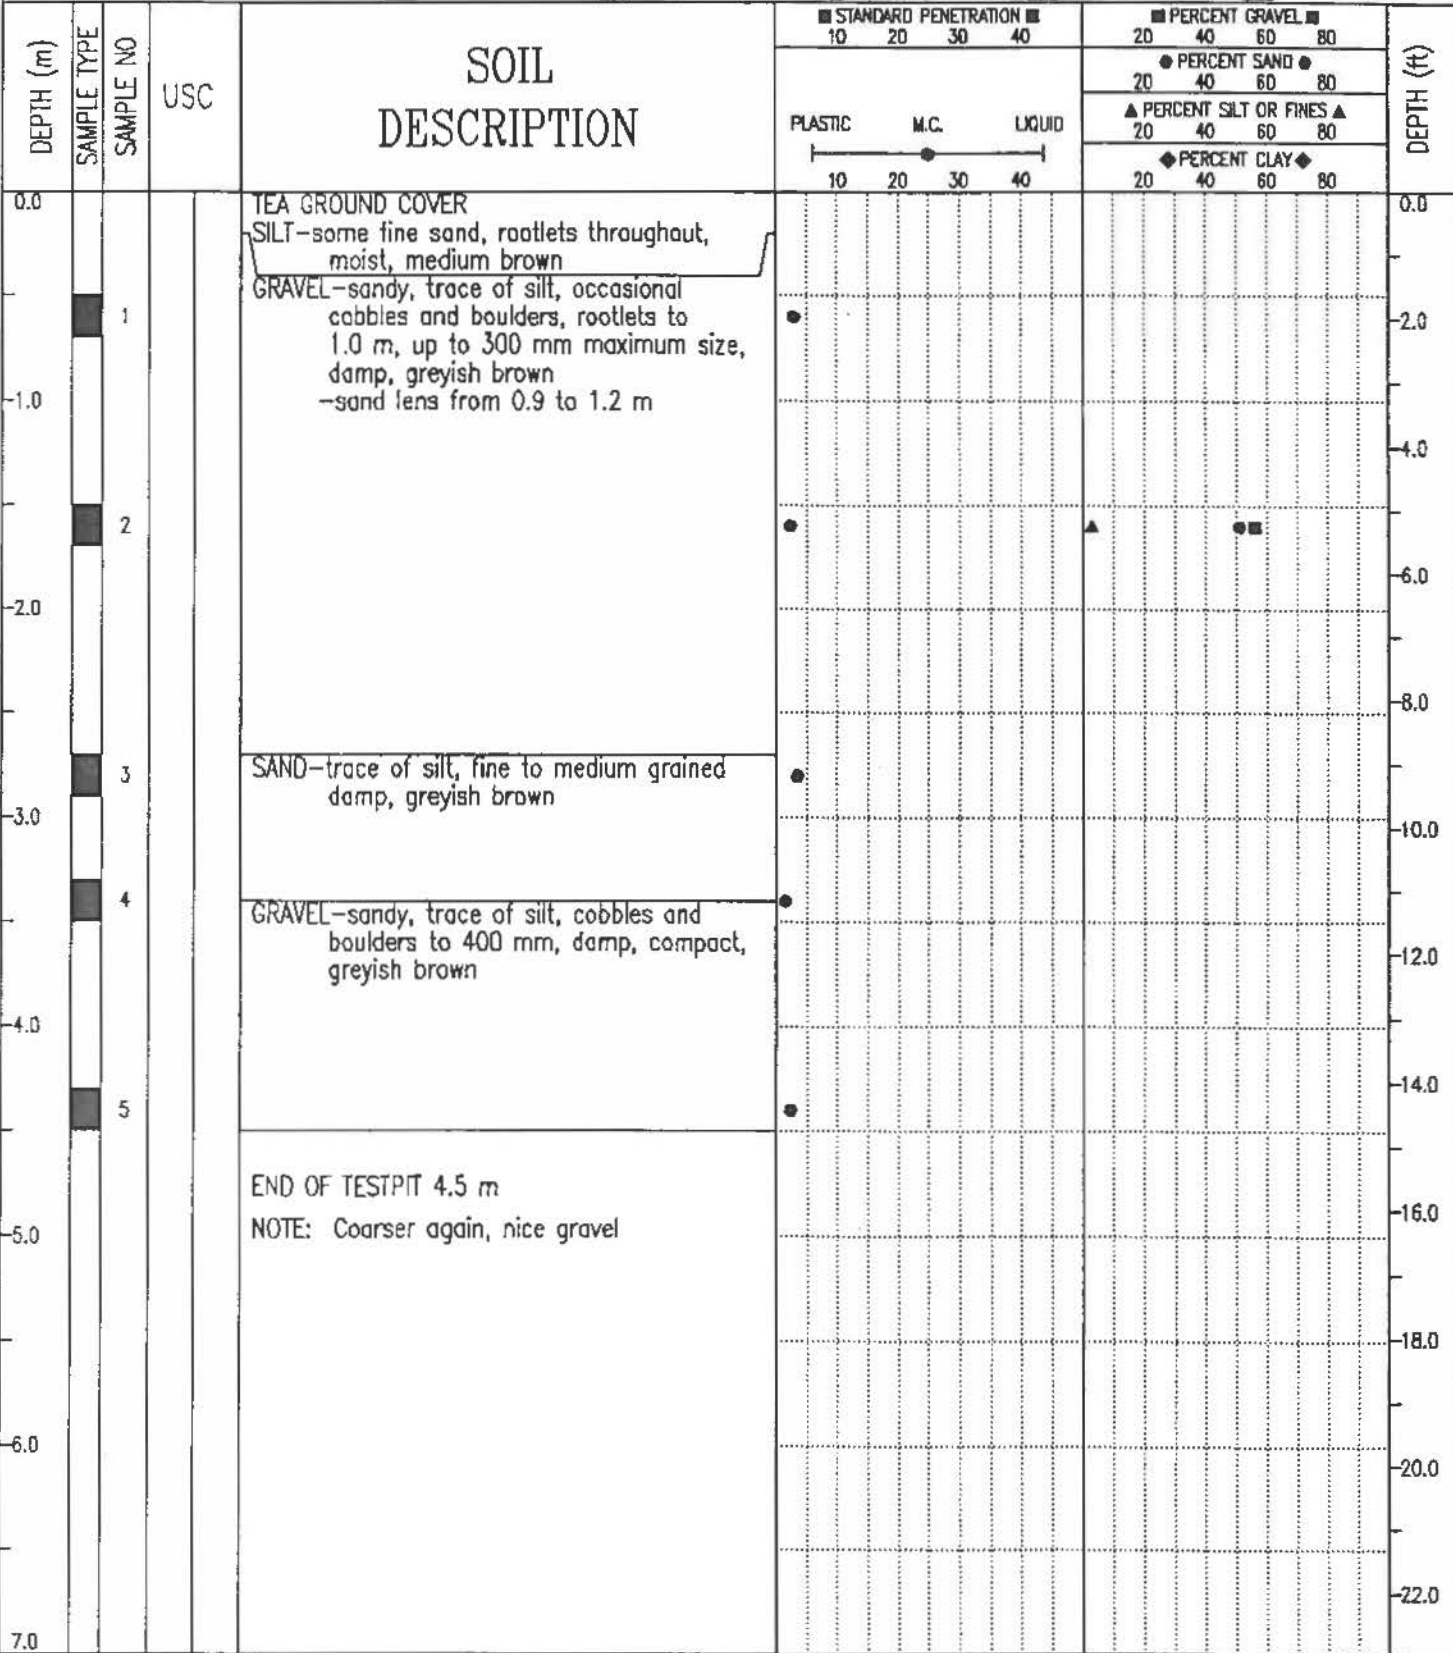 DEPTH (m)
SAMPLE TYPE
SAMPLE NO
USC
SOIL
DESCRIPTION
■ STANDARD PENETRATION ■
10 20 30 40
PLASTIC M.C. LIQUID
10 20 30 40
■ PERCENT GRAVEL ■
20 40 60 80
● PERCENT SAND ●
20 40 60 80
▲ PERCENT SILT OR FINES ▲
20 40 60 80
◆ PERCENT CLAY ◆
20 40 60 80
DEPTH (ft)
0.0
TEA GROUND COVER
0.0
SILT-some fine sand, rootlets throughout,
moist, medium brown
GRAVEL-sandy, trace of silt, occasional
1
cobbles and boulders, rootlets to
2.0
1.0 m, up to 300 mm maximum size,
damp, greyish brown
1.0
-sand lens from 0.9 to 1.2 m
4.0
2
6.0
2.0
8.0
3
SAND-trace of silt, fine to medium grained
damp, greyish brown
3.0
10.0
4
GRAVEL-sandy, trace of silt, cobbles and
boulders to 400 mm, damp, compact,
12.0
greyish brown
4.0
14.0
5
END OF TESTPIT 4.5 m
16.0
5.0
NOTE: Coarser again, nice gravel
18.0
6.0
20.0
22.0
7.0